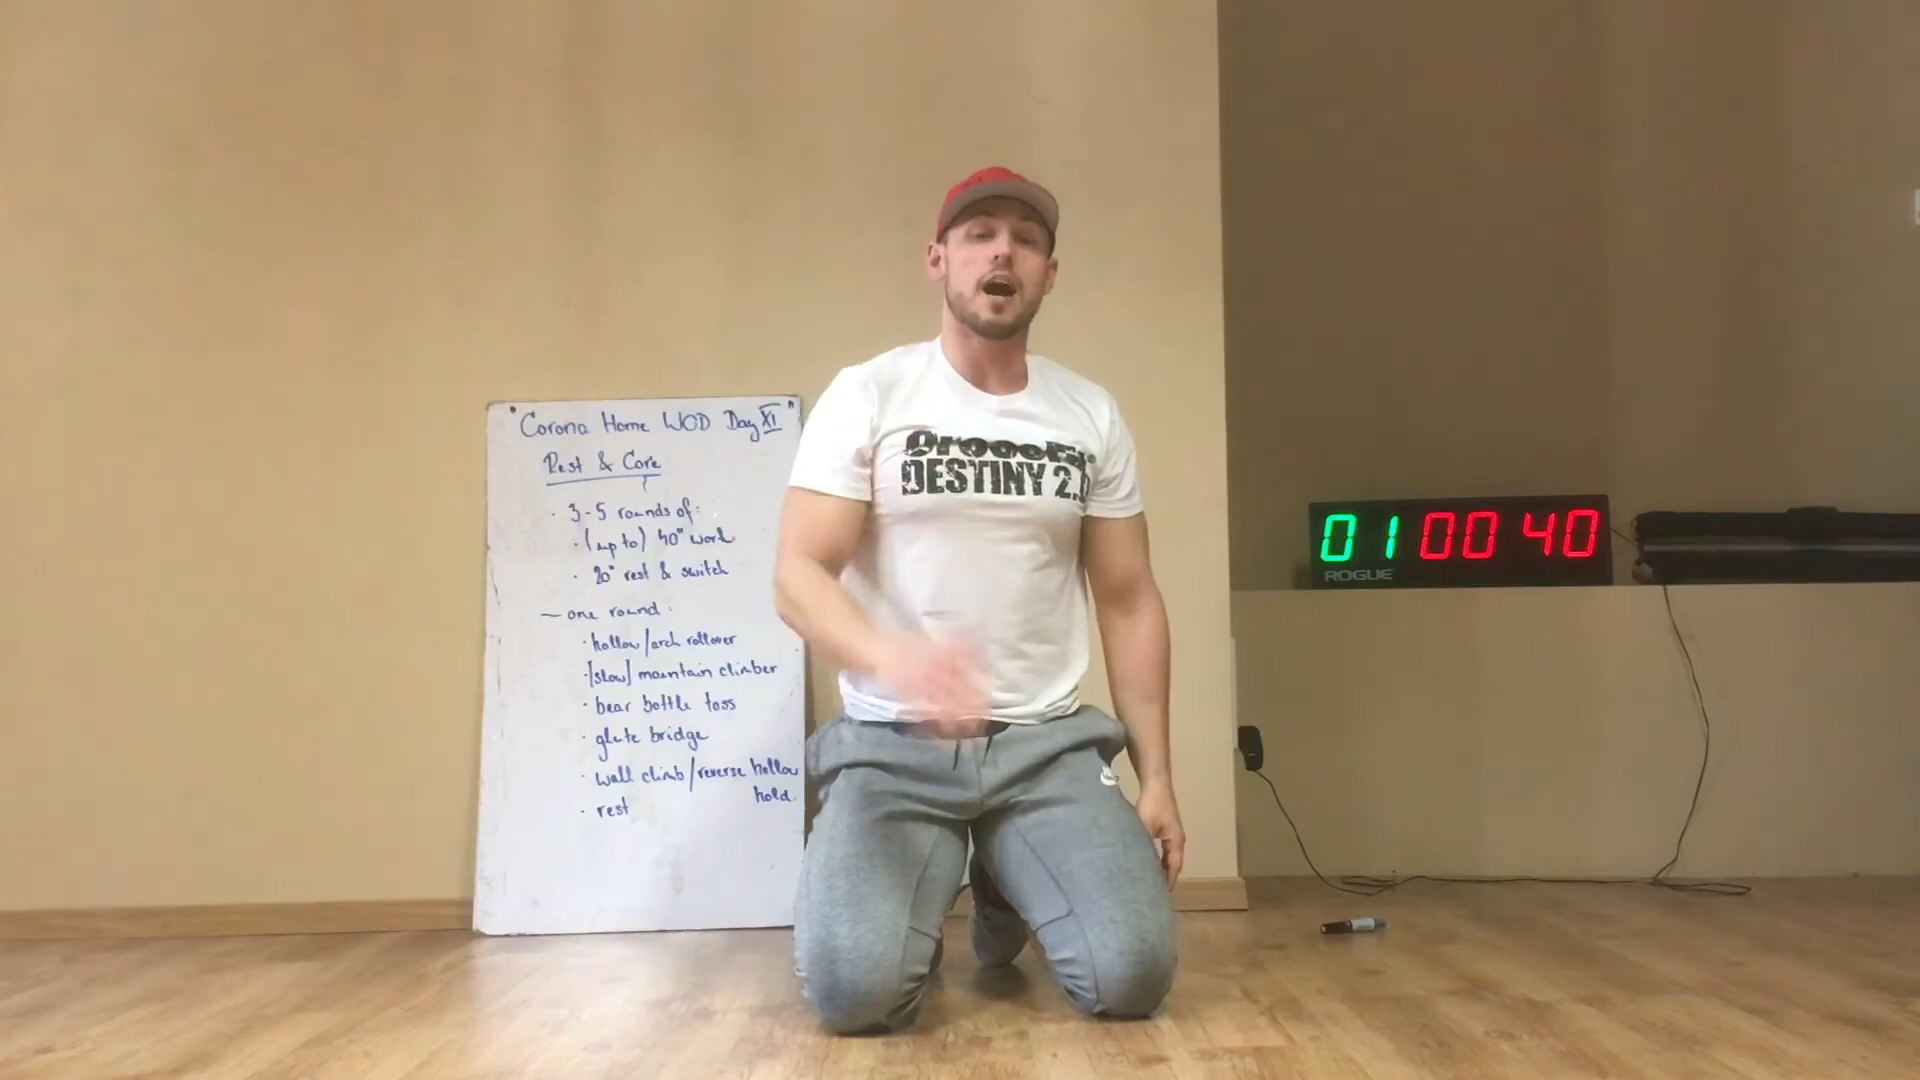 "Corona Home WOD Day XI"
Rest & Core
· 3-5 rounds of:
· (up to) 40" work
· 20" rest & switch
— one round:
· hollow/arch rollover
· [slow] mountain climber
· bear bottle toss
· glute bridge
· wall climb/reverse hollow
hold.
· rest
CrossFit®
DESTINY 2.0
01 00 40
ROGUE